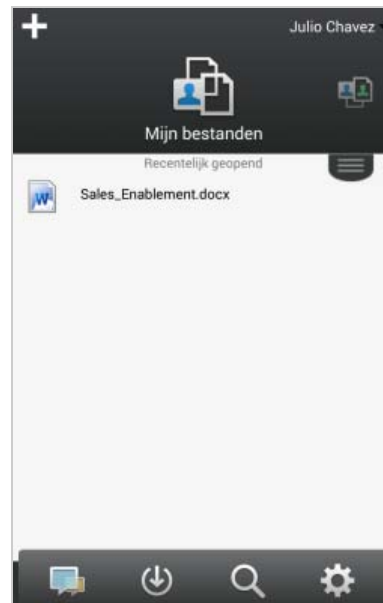 Julio Chavez
Mijn bestanden
Recentelijk geopend
W
Sales_Enablement.docx